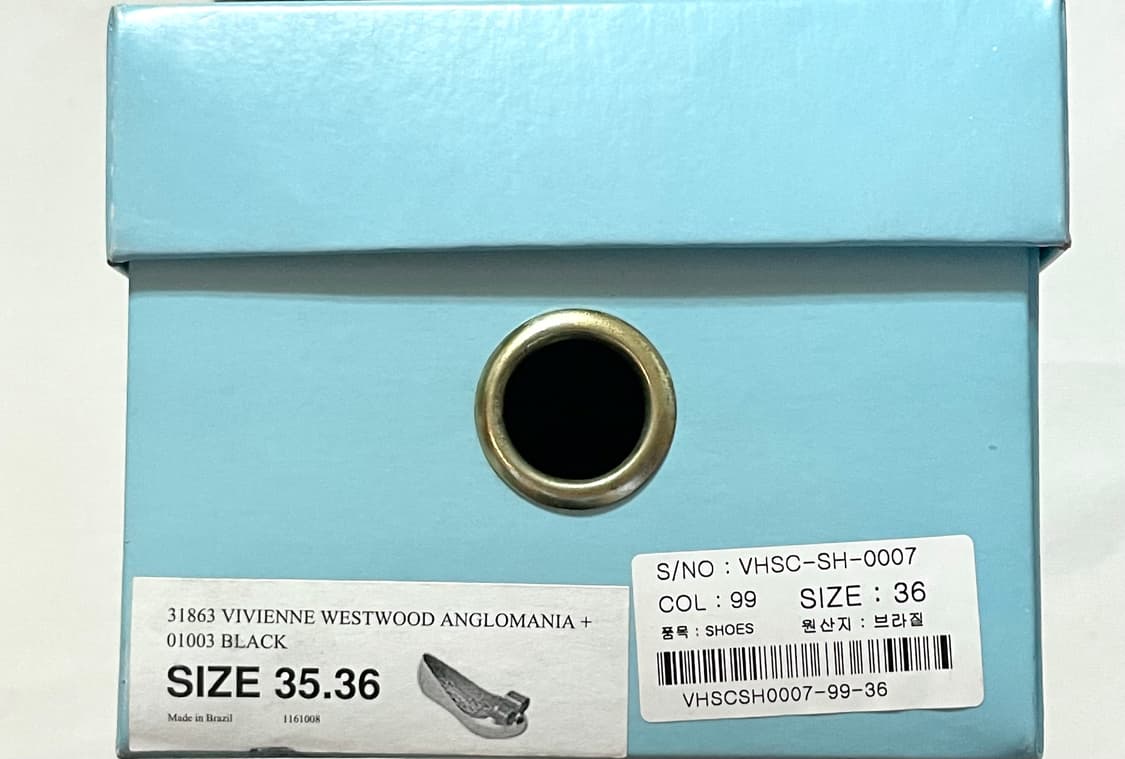 31863 VIVIENNE WESTWOOD ANGLOMANIA +
01003 BLACK
SIZE 35.36
Made in Brazil 1161008
S/NO : VHSC-SH-0007
COL : 99 SIZE : 36
품목 : SHOES 원산지 : 브라질
VHSCSH0007-99-36